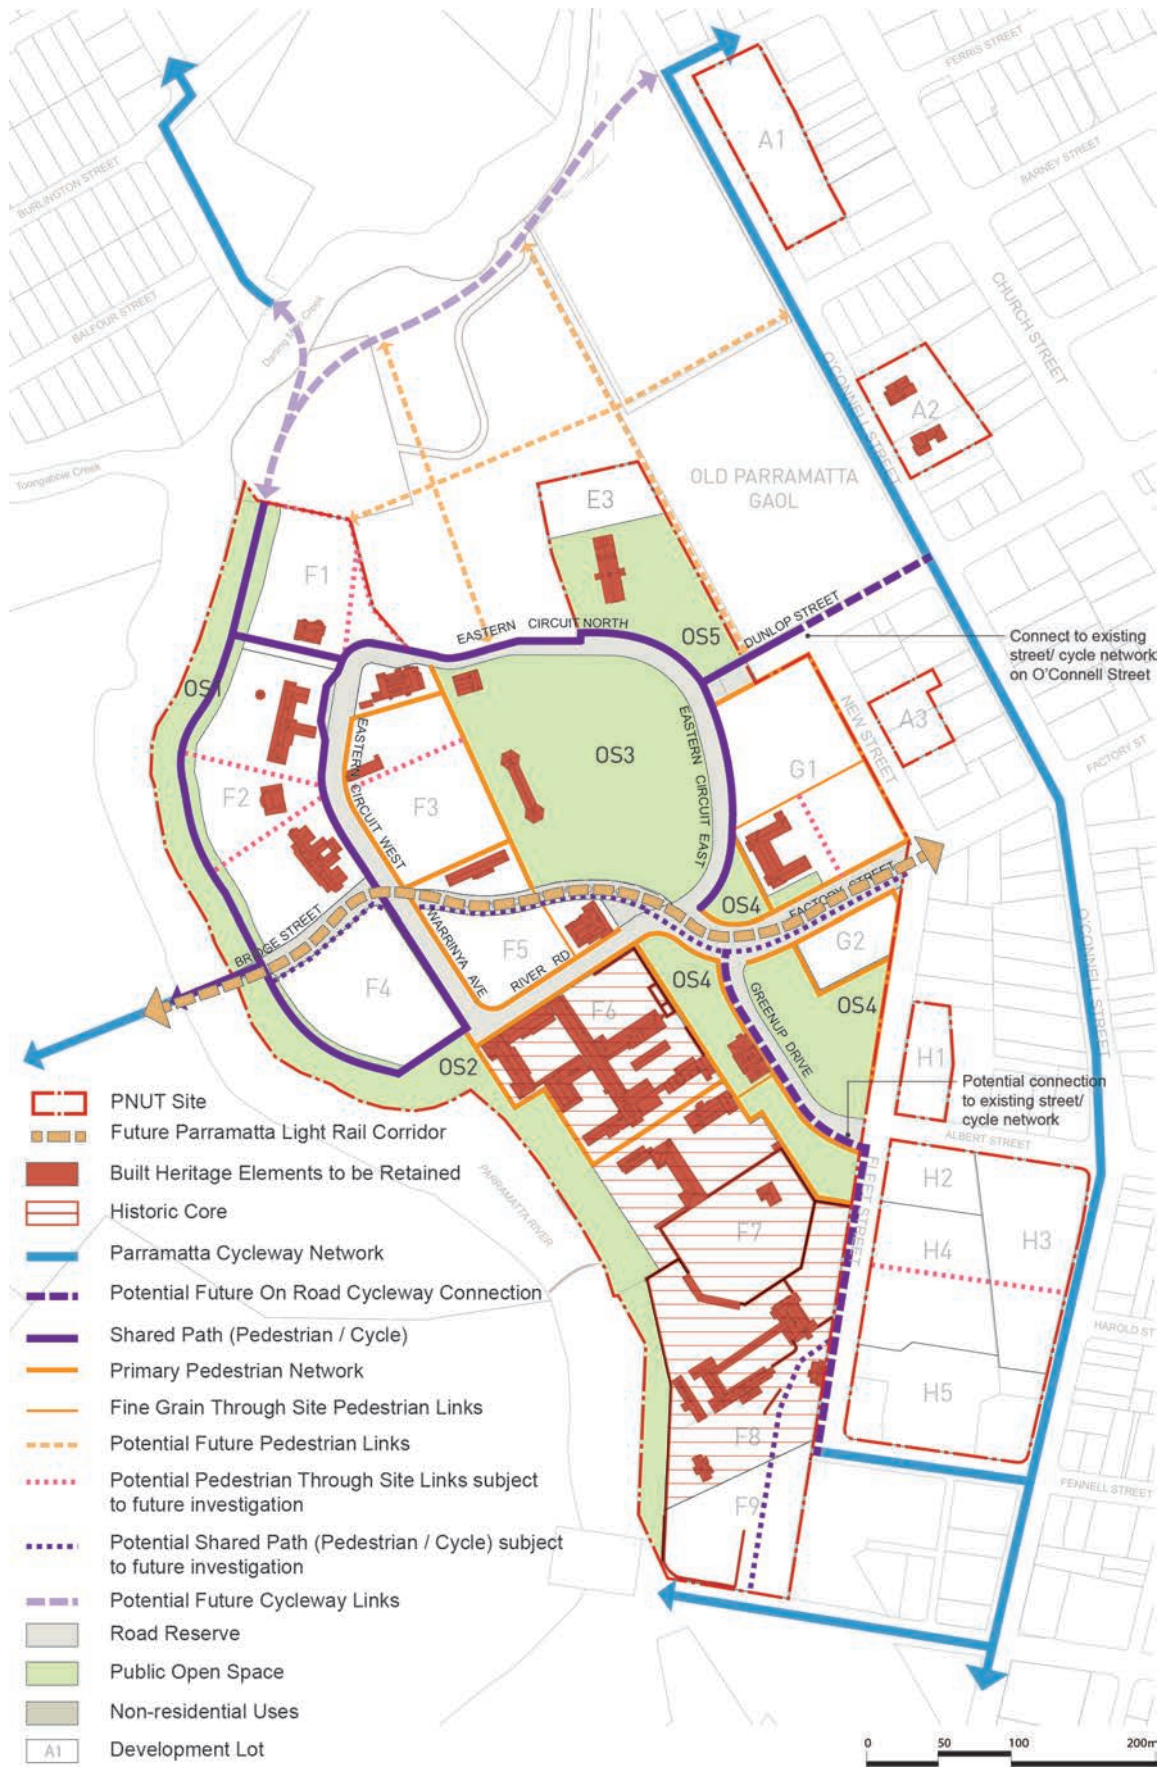 FERRIS STREET
A1
BURLINGTON STREET
BARNEY STREET
BALFOUR STREET
CHURCH STREET
Darling Mills Creek
O'CONNELL STREET
A2
Toongabbie Creek
OLD PARRAMATTA
GAOL
E3
F1
EASTERN CIRCUIT NORTH
OS5
DUNLOP STREET
Connect to existing
street/ cycle network
on O'Connell Street
OS1
A3
NEW STREET
FACTORY ST
EASTERN CIRCUIT WEST
OS3
EASTERN CIRCUIT EAST
G1
F2
F3
OS4
FACTORY STREET
BRIDGE STREET
WARRINYA AVE
F5
RIVER RD
G2
F4
OS4
OS4
GREENUP DRIVE
O'CONNELL STREET
F6
H1
OS2
Potential connection
to existing street/
cycle network
ALBERT STREET
PNUT Site
Future Parramatta Light Rail Corridor
Built Heritage Elements to be Retained
Historic Core
Parramatta Cycleway Network
Potential Future On Road Cycleway Connection
Shared Path (Pedestrian / Cycle)
Primary Pedestrian Network
Fine Grain Through Site Pedestrian Links
Potential Future Pedestrian Links
Potential Pedestrian Through Site Links subject
to future investigation
Potential Shared Path (Pedestrian / Cycle) subject
to future investigation
Potential Future Cycleway Links
Road Reserve
Public Open Space
Non-residential Uses
A1 Development Lot
PARRAMATTA RIVER
FLEET STREET
H2
H3
F7
H4
HAROLD ST
H5
F8
FENNELL STREET
F9
0 50 100 200m